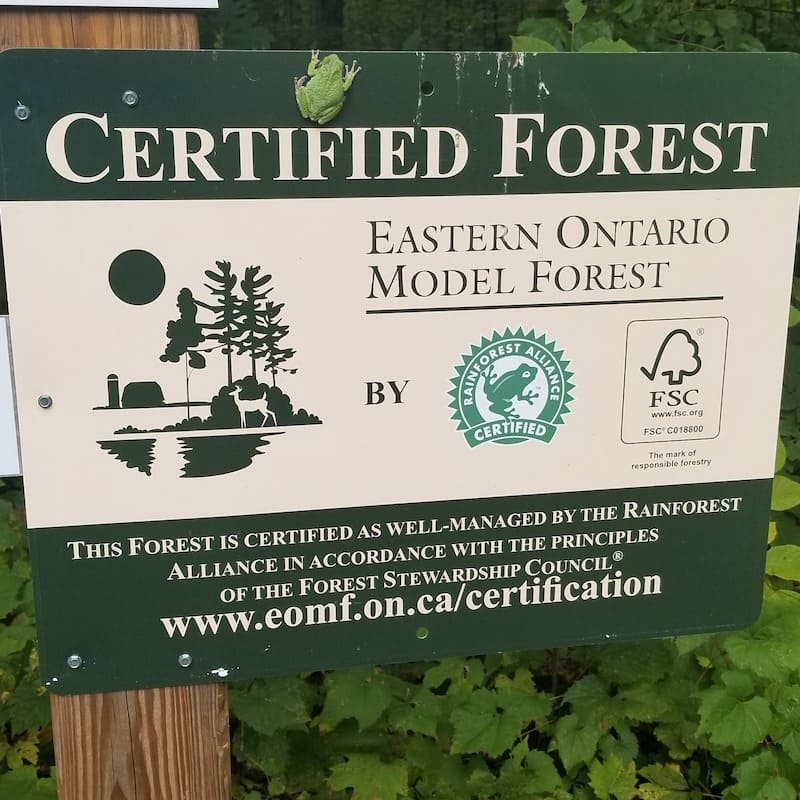 CERTIFIED FOREST
EASTERN ONTARIO
MODEL FOREST
BY
RAINFOREST ALLIANCE
CERTIFIED
®
FSC
www.fsc.org
FSC® C018800
The mark of
responsible forestry
THIS FOREST IS CERTIFIED AS WELL-MANAGED BY THE RAINFOREST
ALLIANCE IN ACCORDANCE WITH THE PRINCIPLES
OF THE FOREST STEWARDSHIP COUNCIL®
www.eomf.on.ca/certification